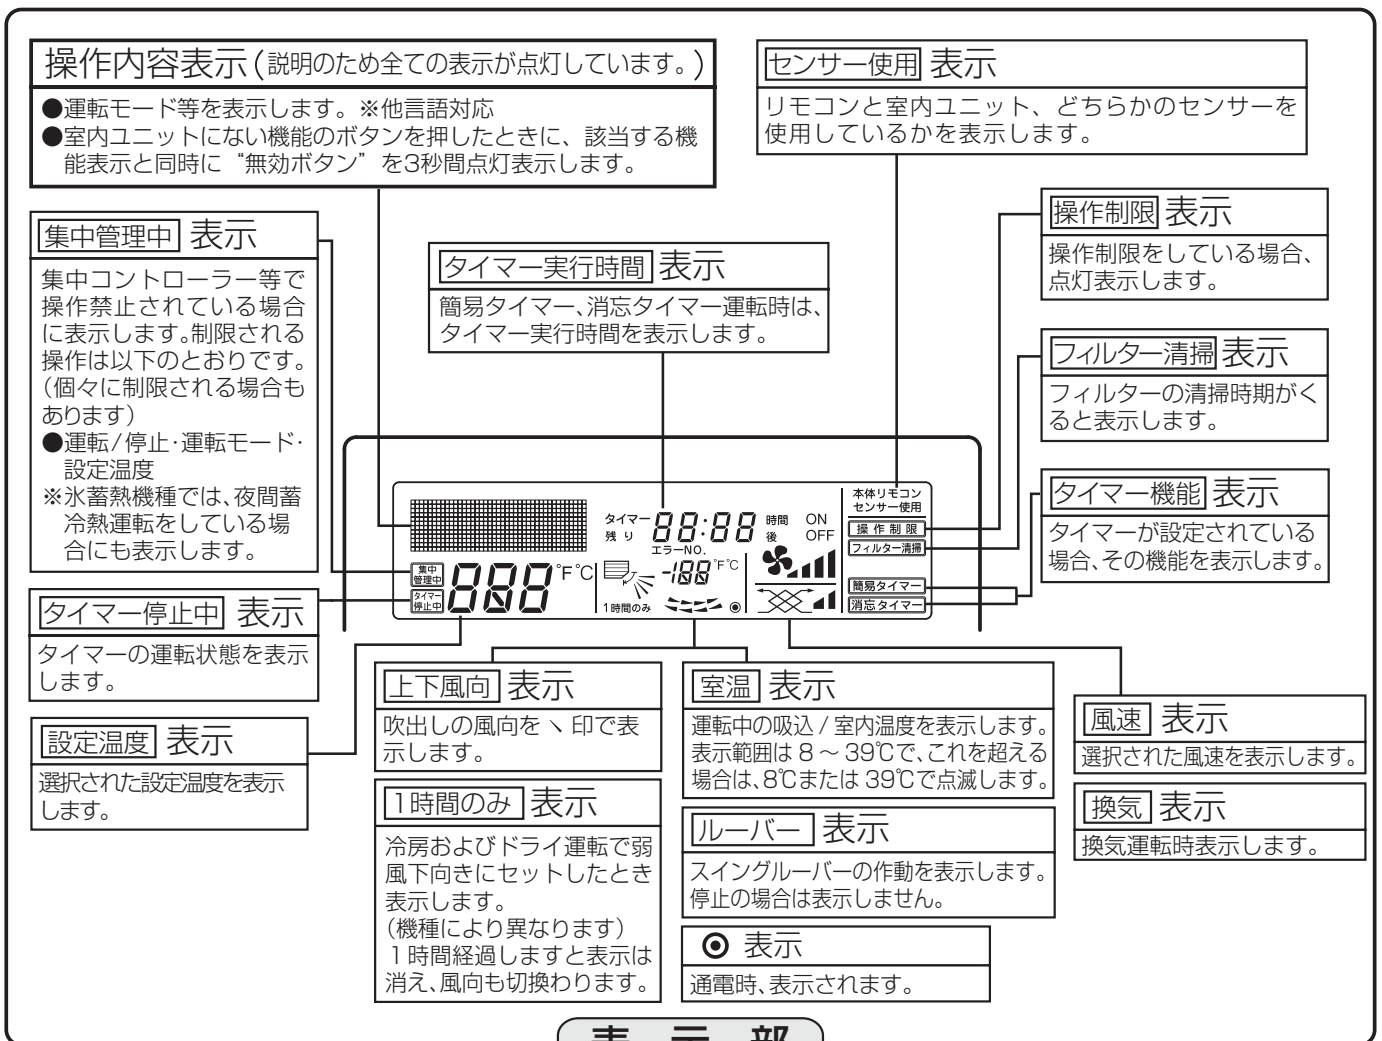 操作内容表示(説明のため全ての表示が点灯しています。)
●運転モード等を表示します。※他言語対応
●室内ユニットにない機能のボタンを押したときに、該当する機
能表示と同時に“無効ボタン”を3秒間点灯表示します。
センサー使用 表示
リモコンと室内ユニット、どちらかのセンサーを
使用しているかを表示します。
集中管理中 表示
集中コントローラー等で
操作禁止されている場合
に表示します。制限される
操作は以下のとおりです。
(個々に制限される場合も
あります)
●運転/停止・運転モード・
設定温度
※氷蓄熱機種では、夜間蓄
冷熱運転をしている場
合にも表示します。
タイマー実行時間 表示
簡易タイマー、消忘タイマー運転時は、
タイマー実行時間を表示します。
操作制限 表示
操作制限をしている場合、
点灯表示します。
フィルター清掃 表示
フィルターの清掃時期がく
ると表示します。
タイマー機能 表示
タイマーが設定されている
場合、その機能を表示します。
本体リモコン
センサー使用
タイマー 88:88 時間 ON
残り 後 OFF
エラーNO.
操作制限
フィルター清掃
集中
管理中
タイマー
停止中
888 °F°C
-188 °F°C
1時間のみ
簡易タイマー
消忘タイマー
タイマー停止中 表示
タイマーの運転状態を表示
します。
設定温度 表示
選択された設定温度を表示
します。
上下風向 表示
吹出しの風向を ヽ 印で表
示します。
1時間のみ 表示
冷房およびドライ運転で弱
風下向きにセットしたとき
表示します。
(機種により異なります)
1時間経過しますと表示は
消え、風向も切換わります。
室温 表示
運転中の吸込 / 室内温度を表示します。
表示範囲は 8 ～ 39℃で、これを超える
場合は、8℃または 39℃で点滅します。
ルーバー 表示
スイングルーバーの作動を表示します。
停止の場合は表示しません。
◉ 表示
通電時、表示されます。
風速 表示
選択された風速を表示します。
換気 表示
換気運転時表示します。
表 示 部